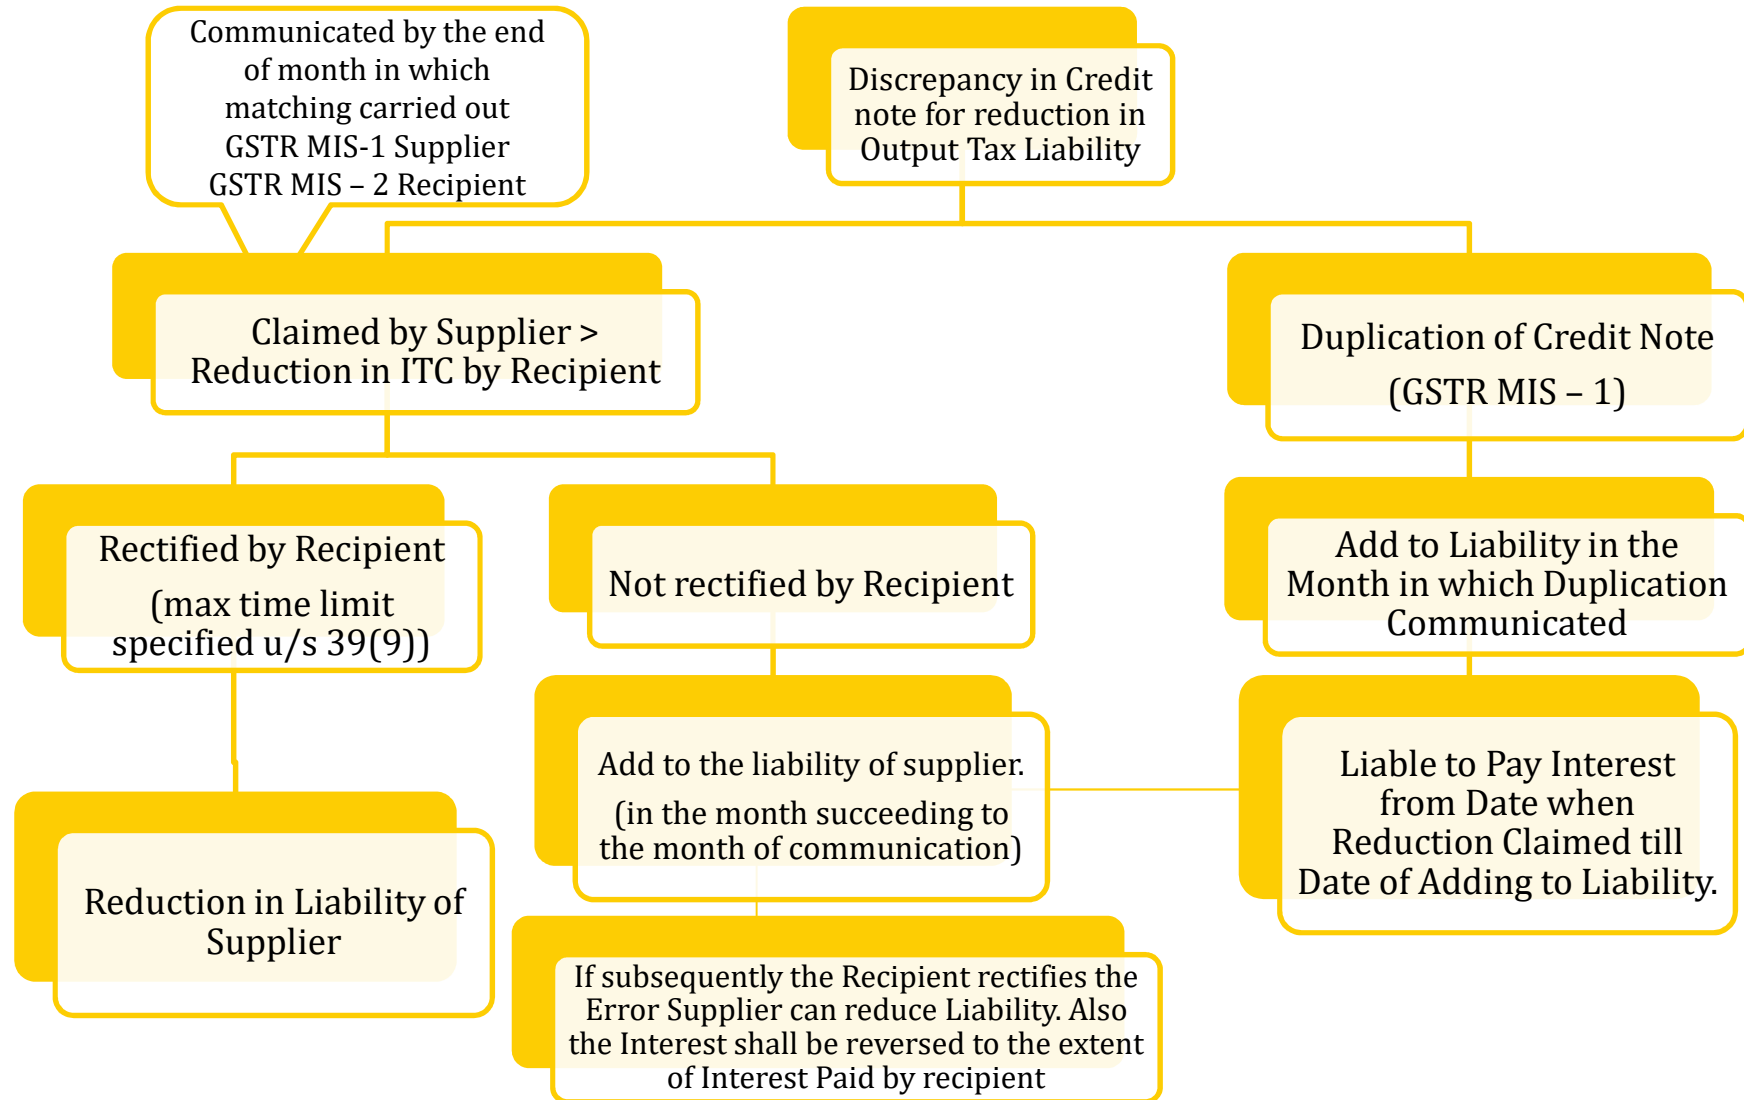 Communicated by the end
of month in which
matching carried out
GSTR MIS-1 Supplier
GSTR MIS – 2 Recipient
Discrepancy in Credit
note for reduction in
Output Tax Liability
Claimed by Supplier >
Reduction in ITC by Recipient
Duplication of Credit Note
(GSTR MIS – 1)
Rectified by Recipient
(max time limit
specified u/s 39(9))
Not rectified by Recipient
Add to Liability in the
Month in which Duplication
Communicated
Reduction in Liability of
Supplier
Add to the liability of supplier.
(in the month succeeding to
the month of communication)
Liable to Pay Interest
from Date when
Reduction Claimed till
Date of Adding to Liability.
If subsequently the Recipient rectifies the
Error Supplier can reduce Liability. Also
the Interest shall be reversed to the extent
of Interest Paid by recipient